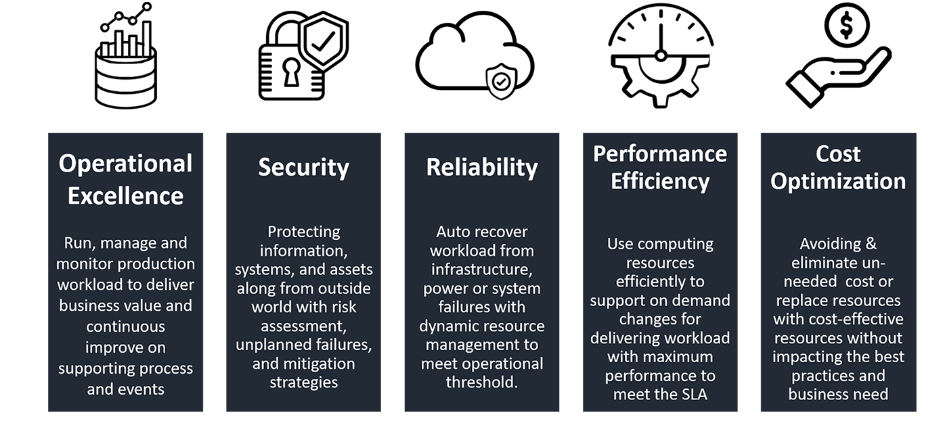 $
Operational
Excellence
Run, manage and
monitor production
workload to deliver
business value and
continuous
improve on
supporting process
and events
Security
Protecting
information,
systems, and assets
along from outside
world with risk
assessment,
unplanned failures,
and mitigation
strategies
Reliability
Auto recover
workload from
infrastructure,
power or system
failures with
dynamic resource
management to
meet operational
threshold.
Performance
Efficiency
Use computing
resources
efficiently to
support on demand
changes for
delivering workload
with maximum
performance to
meet the SLA
Cost
Optimization
Avoiding &
eliminate un-
needed cost or
replace resources
with cost-effective
resources without
impacting the best
practices and
business need